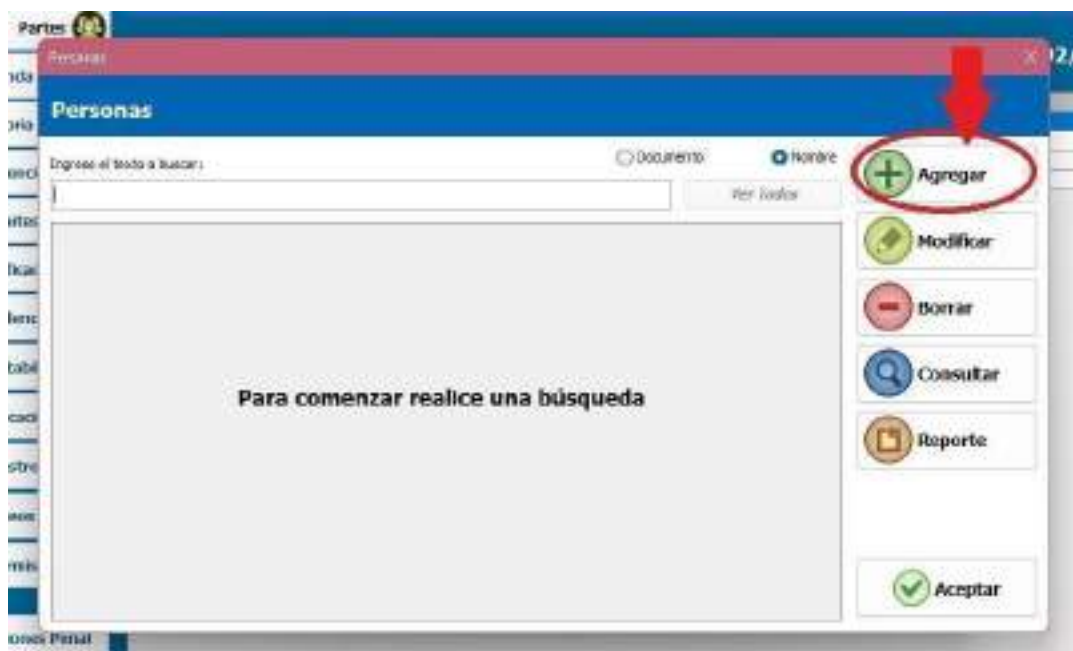 Partes
Personas
Personas
Ingrese el texto a buscar:
Documento
Nombre
Ver todos
Agregar
Modificar
Borrar
Consultar
Reporte
Para comenzar realice una búsqueda
Aceptar
Penal